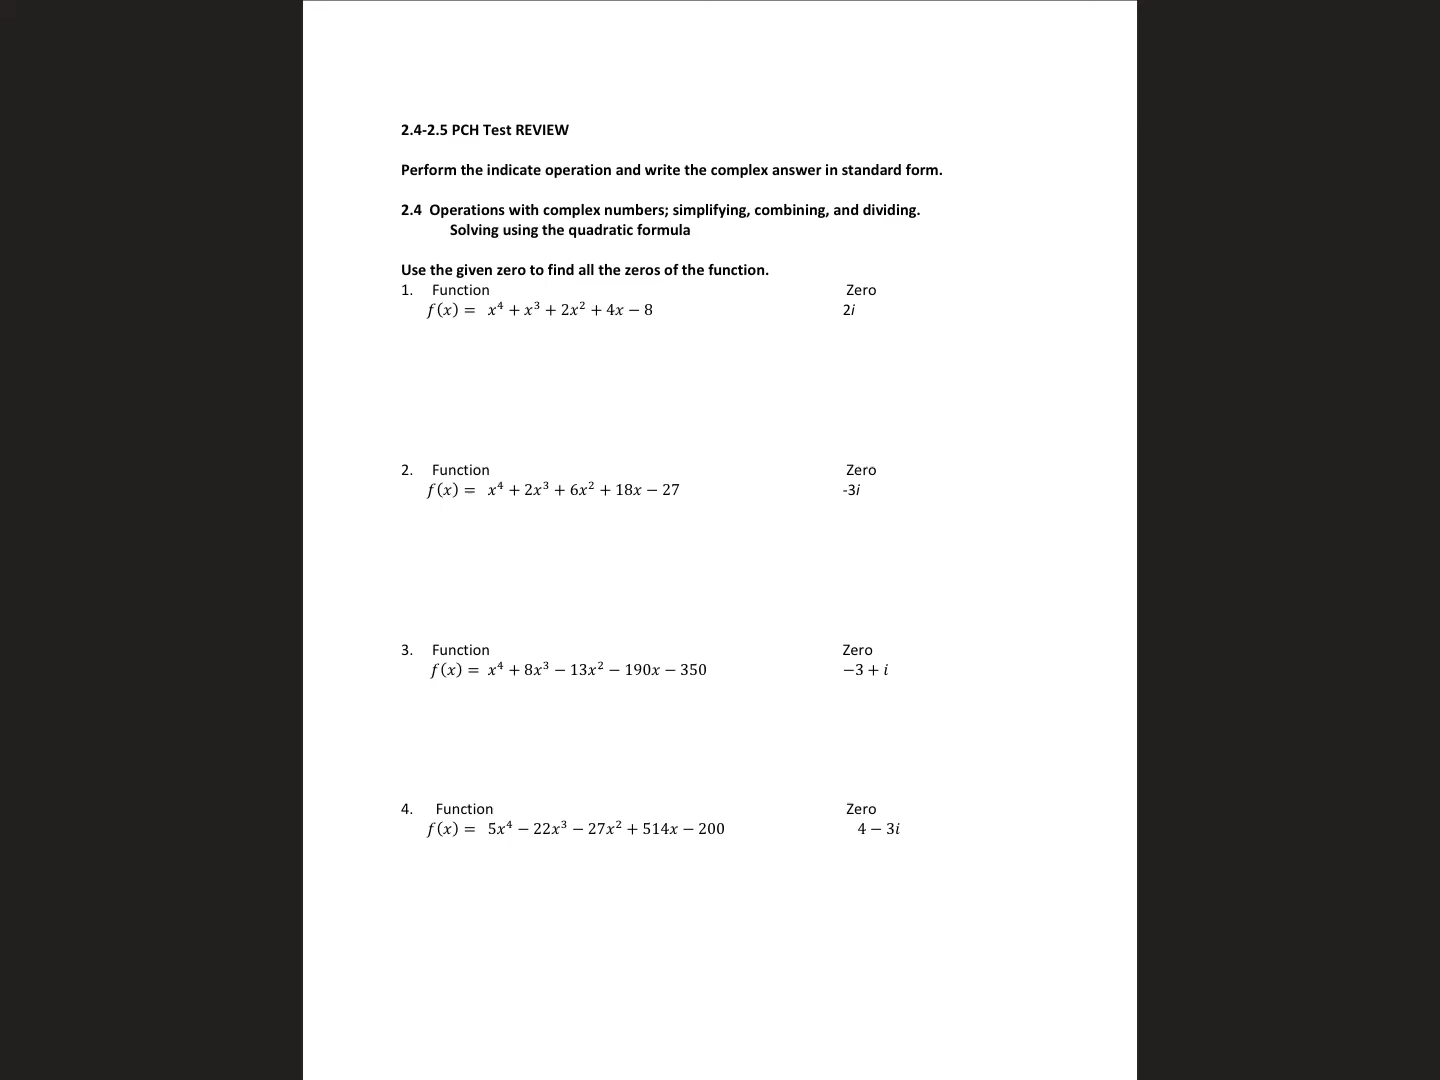 2.4-2.5 PCH Test REVIEW
Perform the indicate operation and write the complex answer in standard form.
2.4  Operations with complex numbers; simplifying, combining, and dividing.
Solving using the quadratic formula
Use the given zero to find all the zeros of the function.
1. Function Zero
f(x) = x⁴ + x³ + 2x² + 4x − 8 2i
2. Function Zero
f(x) = x⁴ + 2x³ + 6x² + 18x − 27 -3i
3. Function Zero
f(x) = x⁴ + 8x³ − 13x² − 190x − 350 −3 + i
4. Function Zero
f(x) = 5x⁴ − 22x³ − 27x² + 514x − 200 4 − 3i